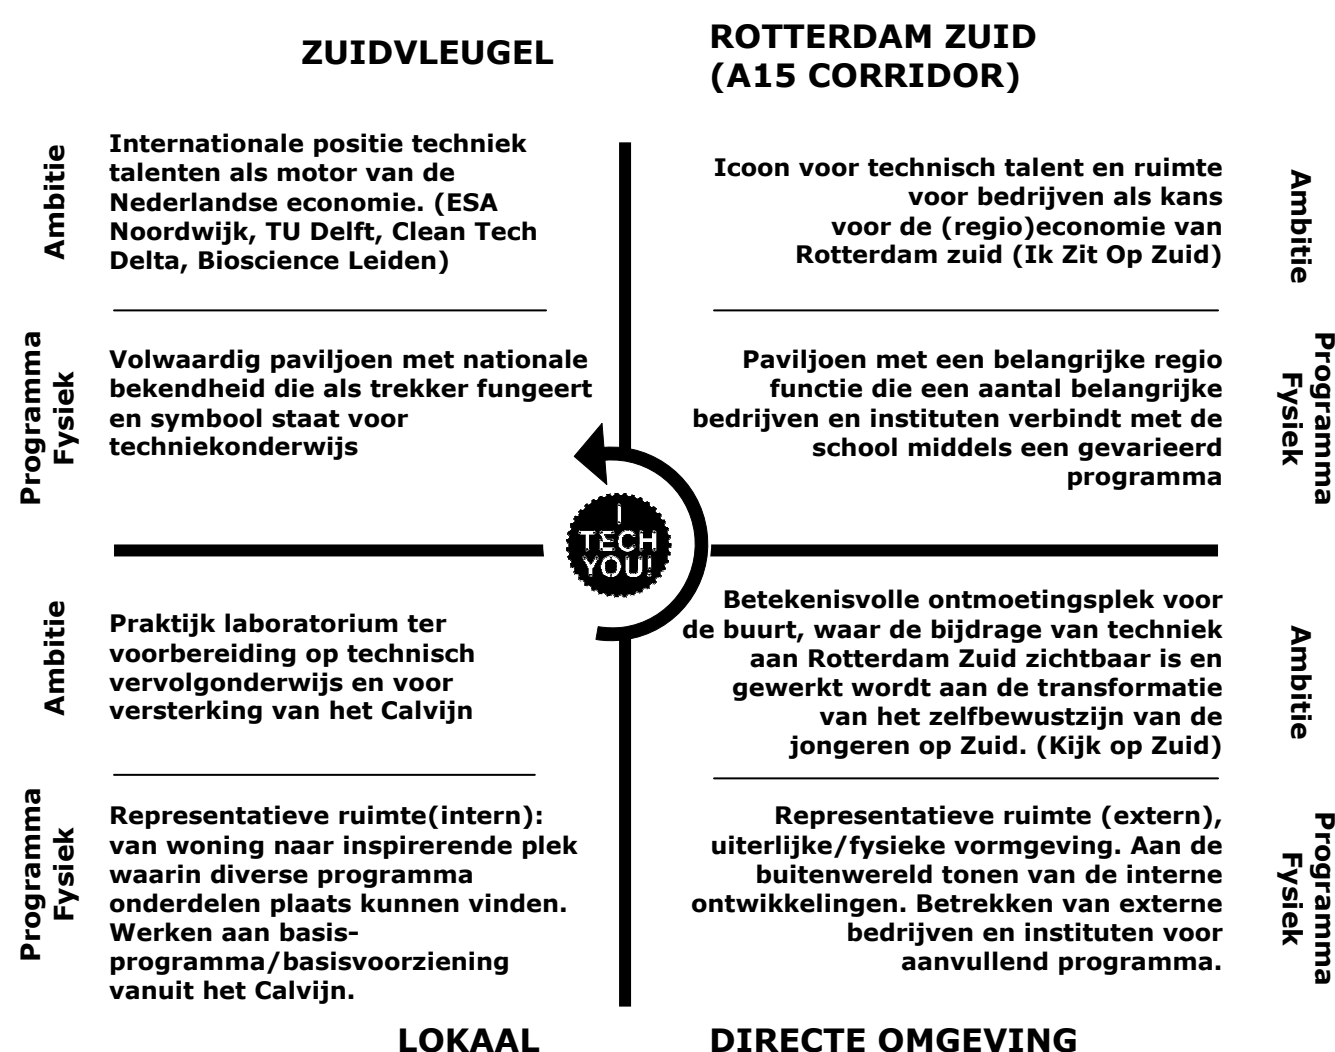 ZUIDVLEUGEL
Ambitie
Internationale positie techniek
talenten als motor van de
Nederlandse economie. (ESA
Noordwijk, TU Delft, Clean Tech
Delta, Bioscience Leiden)
Programma
Fysiek
Volwaardig paviljoen met nationale
bekendheid die als trekker fungeert
en symbool staat voor
techniekonderwijs
ROTTERDAM ZUID
(A15 CORRIDOR)
Icoon voor technisch talent en ruimte
voor bedrijven als kans
voor de (regio)economie van
Rotterdam zuid (Ik Zit Op Zuid)
Ambitie
Paviljoen met een belangrijke regio
functie die een aantal belangrijke
bedrijven en instituten verbindt met de
school middels een gevarieerd
programma
Programma
Fysiek
I
TECH
YOU!
Ambitie
Praktijk laboratorium ter
voorbereiding op technisch
vervolgonderwijs en voor
versterking van het Calvijn
Programma
Fysiek
Representatieve ruimte(intern):
van woning naar inspirerende plek
waarin diverse programma
onderdelen plaats kunnen vinden.
Werken aan basis-
programma/basisvoorziening
vanuit het Calvijn.
LOKAAL
Betekenisvolle ontmoetingsplek voor
de buurt, waar de bijdrage van techniek
aan Rotterdam Zuid zichtbaar is en
gewerkt wordt aan de transformatie
van het zelfbewustzijn van de
jongeren op Zuid. (Kijk op Zuid)
Ambitie
Representatieve ruimte (extern),
uiterlijke/fysieke vormgeving. Aan de
buitenwereld tonen van de interne
ontwikkelingen. Betrekken van externe
bedrijven en instituten voor
aanvullend programma.
Programma
Fysiek
DIRECTE OMGEVING